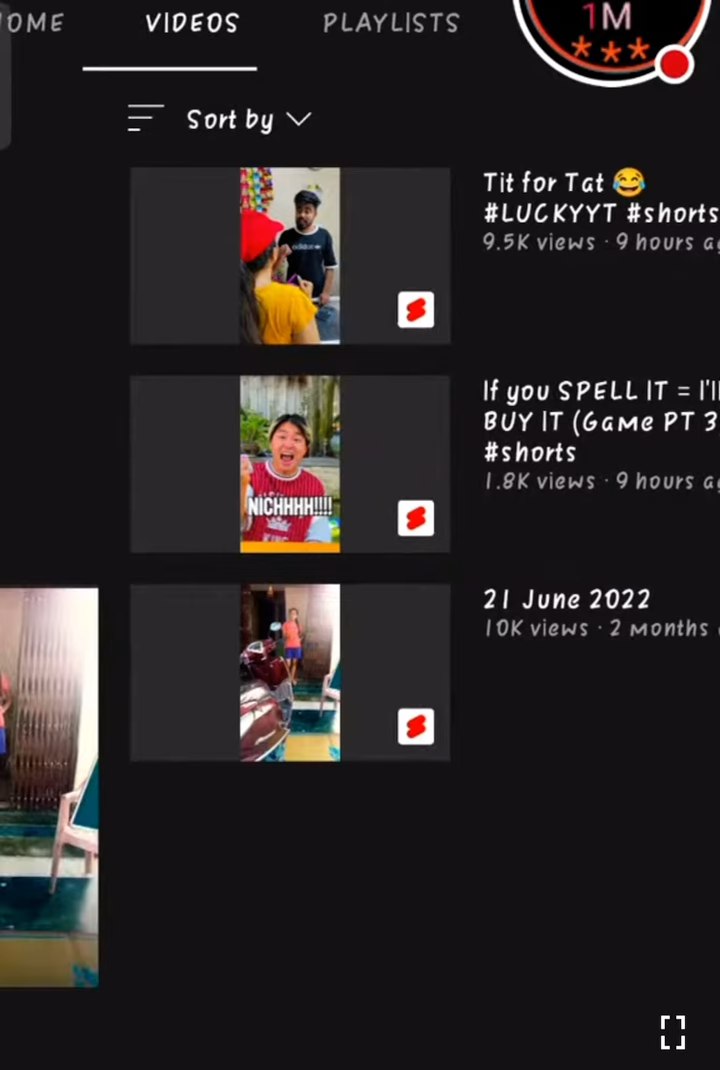 OME VIDEOS PLAYLISTS
1M
***
Sort by
Tit for Tat 😂
#LUCKYYT #shorts
9.5K views · 9 hours ag
If you SPELL IT = I'll
BUY IT (Game PT 3
#shorts
1.8K views · 9 hours ag
NICHHHH!!!!
21 June 2022
10K views · 2 months